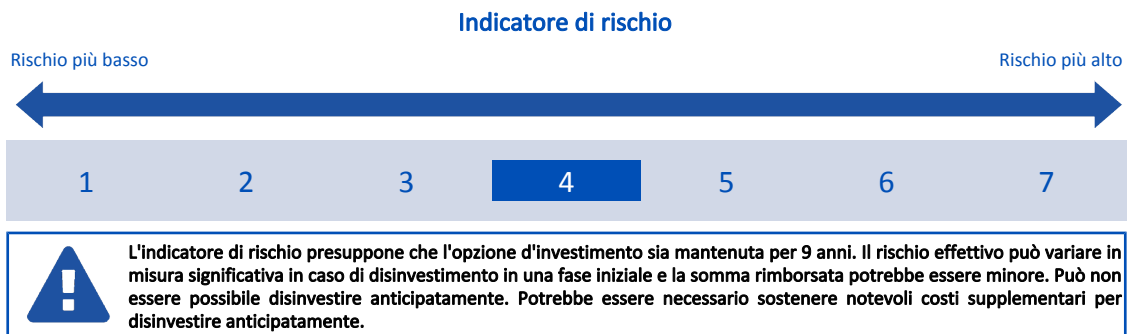 Indicatore di rischio
Rischio più basso
Rischio più alto
1 2 3 4 5 6 7
L'indicatore di rischio presuppone che l'opzione d'investimento sia mantenuta per 9 anni. Il rischio effettivo può variare in
misura significativa in caso di disinvestimento in una fase iniziale e la somma rimborsata potrebbe essere minore. Può non
essere possibile disinvestire anticipatamente. Potrebbe essere necessario sostenere notevoli costi supplementari per
disinvestire anticipatamente.